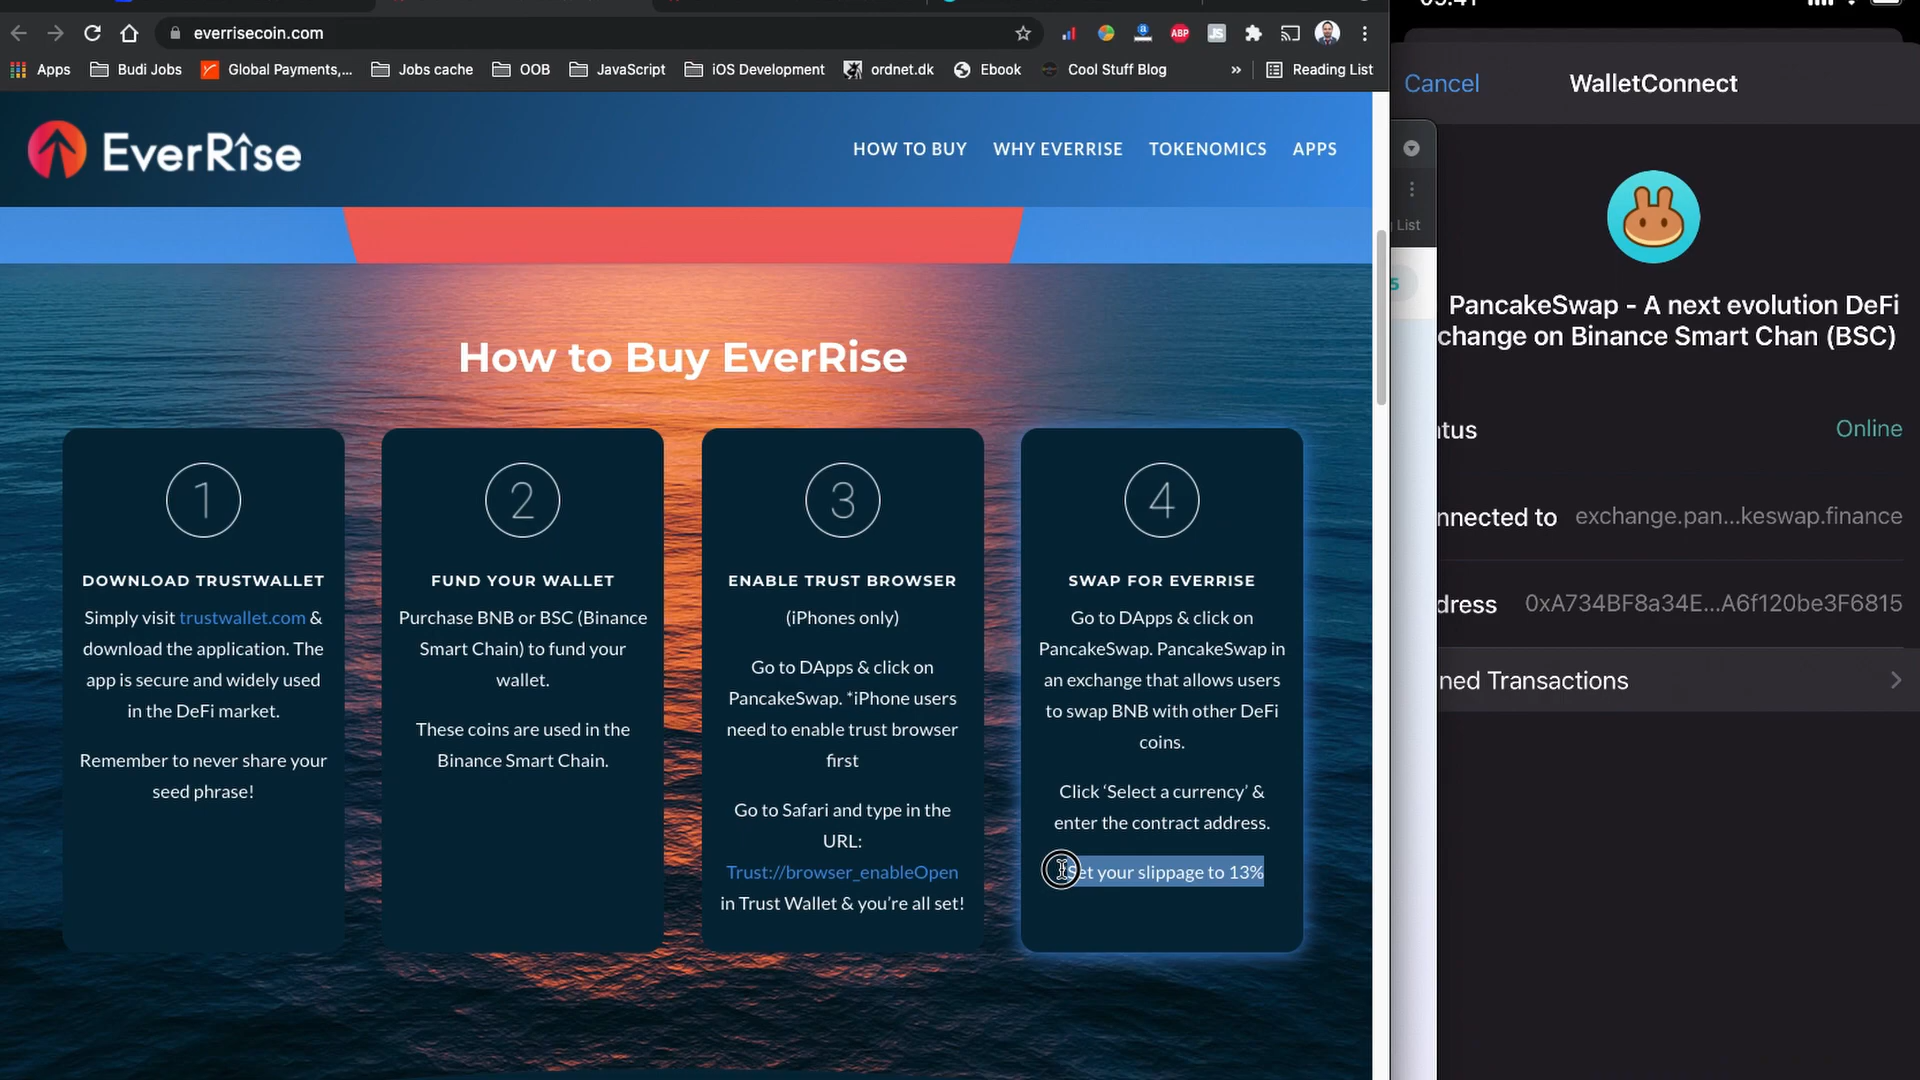 everrisecoin.com
ABP
JS
Apps
Budi Jobs
Global Payments,...
Jobs cache
OOB
JavaScript
iOS Development
ordnet.dk
Ebook
Cool Stuff Blog
»
Reading List
EverRise
HOW TO BUY
WHY EVERRISE
TOKENOMICS
APPS
How to Buy EverRise
1
DOWNLOAD TRUSTWALLET
Simply visit trustwallet.com &
download the application. The
app is secure and widely used
in the DeFi market.
Remember to never share your
seed phrase!
2
FUND YOUR WALLET
Purchase BNB or BSC (Binance
Smart Chain) to fund your
wallet.
These coins are used in the
Binance Smart Chain.
3
ENABLE TRUST BROWSER
(iPhones only)
Go to DApps & click on
PancakeSwap. *iPhone users
need to enable trust browser
first
Go to Safari and type in the
URL:
Trust://browser_enableOpen
in Trust Wallet & you’re all set!
4
SWAP FOR EVERRISE
Go to DApps & click on
PancakeSwap. PancakeSwap in
an exchange that allows users
to swap BNB with other DeFi
coins.
Click ‘Select a currency’ &
enter the contract address.
Set your slippage to 13%
Cancel
WalletConnect
List
PancakeSwap - A next evolution DeFi
change on Binance Smart Chan (BSC)
tus
Online
nnected to
exchange.pan...keswap.finance
dress
0xA734BF8a34E...A6f120be3F6815
ned Transactions